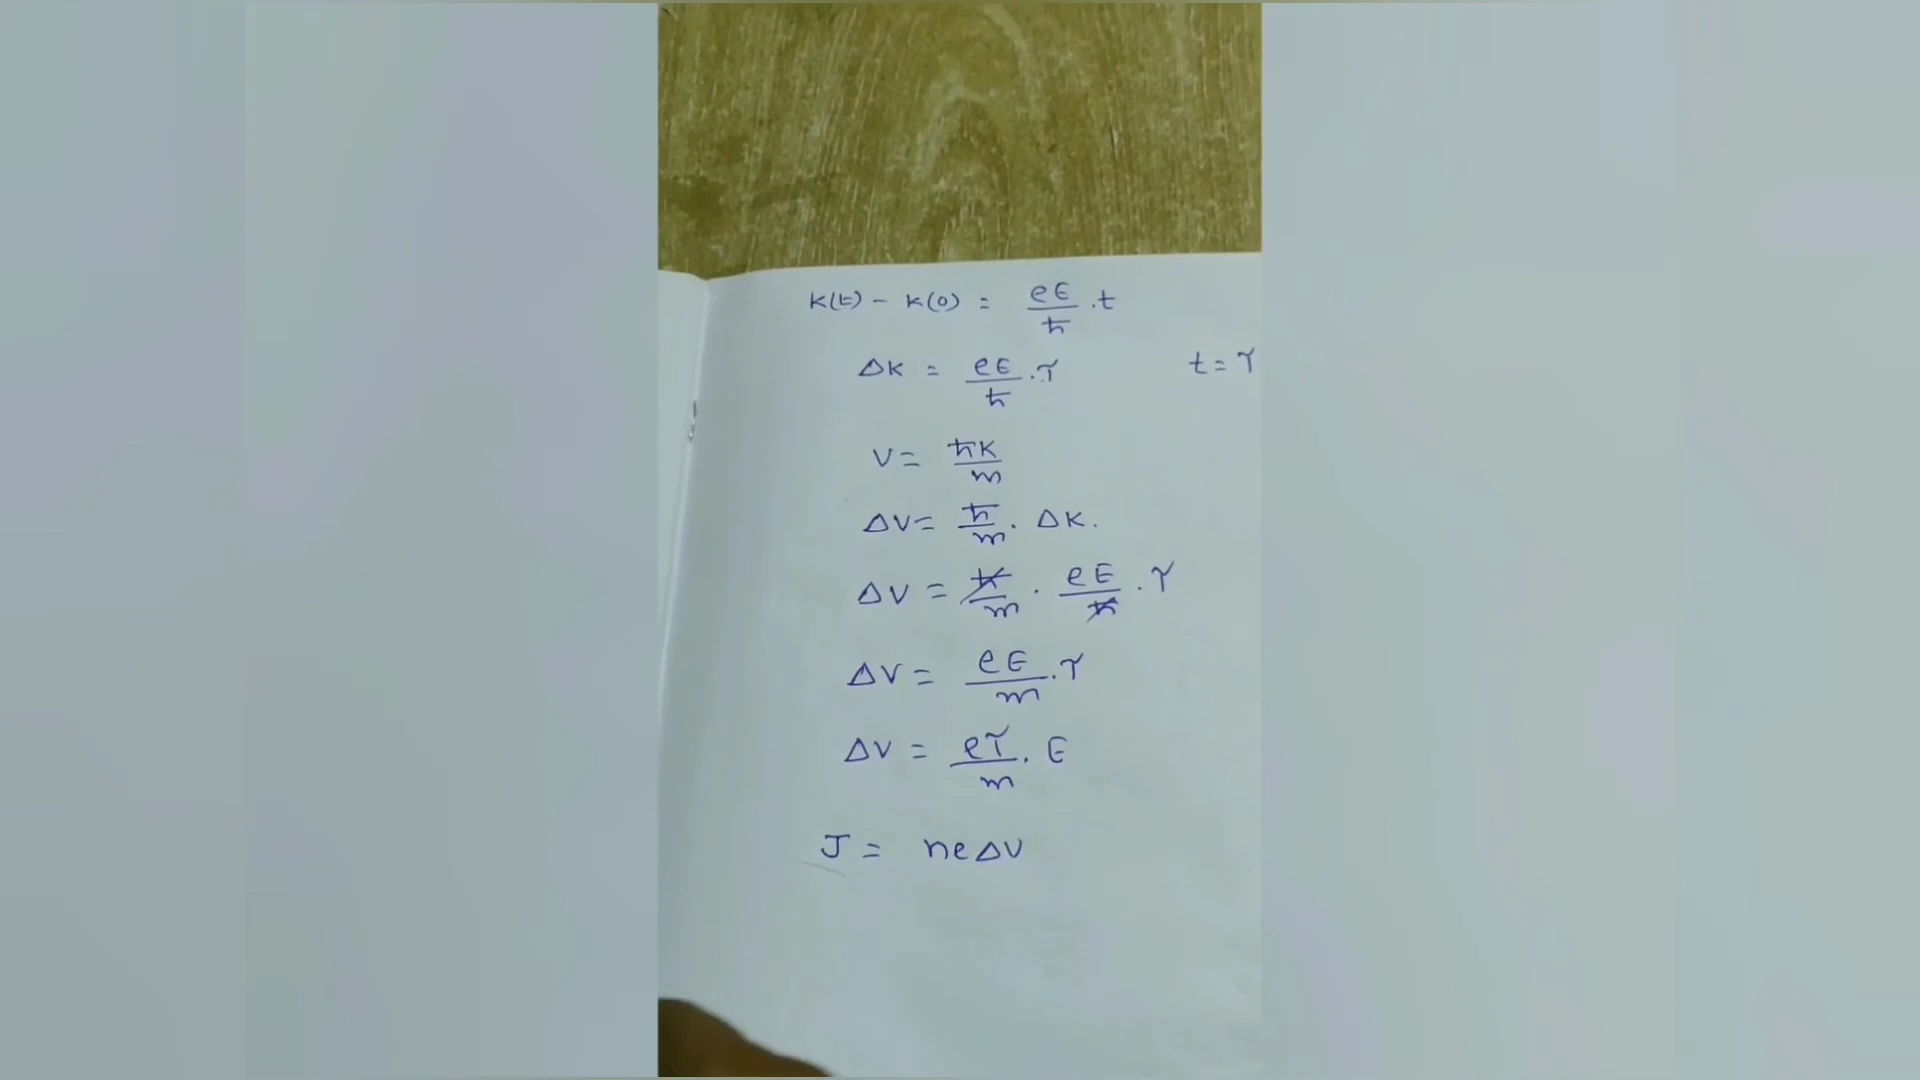 K(t) - K(0) = eE/ħ . t
ΔK = eE/ħ . τ t = τ
V = ħK/m
ΔV = ħ/m . ΔK.
ΔV = ħ/m . eE/ħ . τ
ΔV = eE/m . τ
ΔV = eτ/m . E
J = neΔV